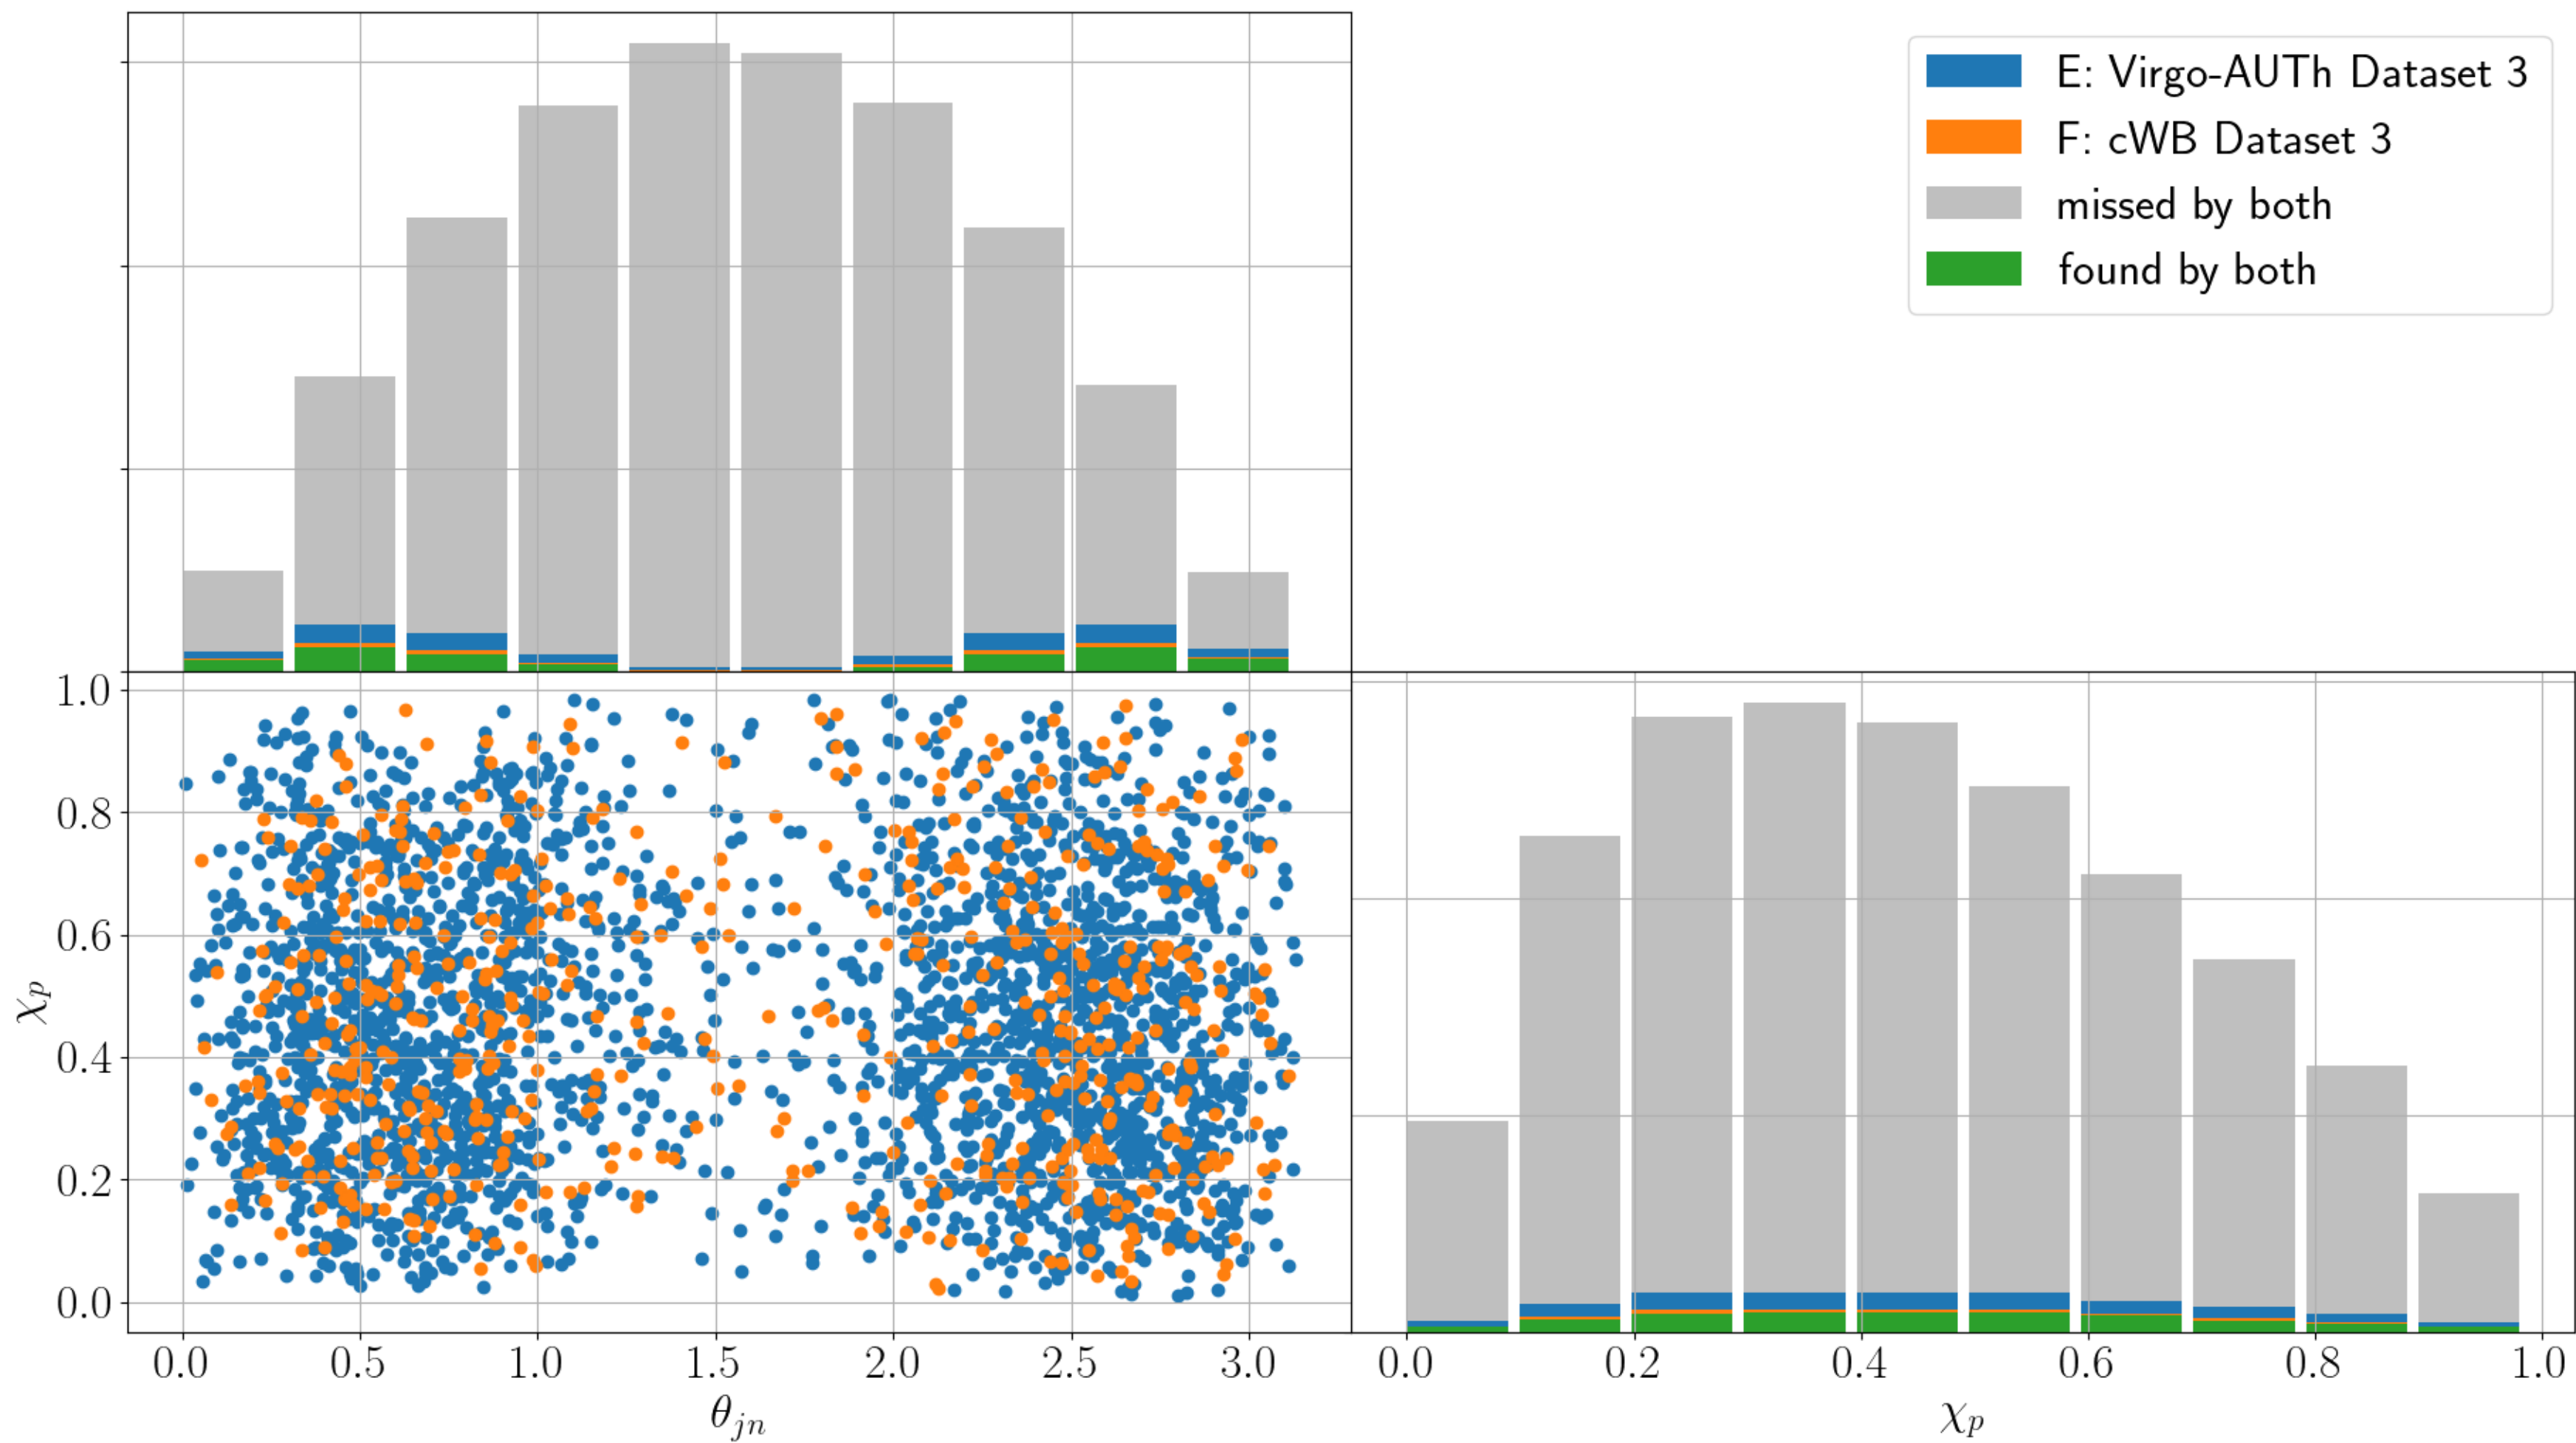 E: Virgo-AUTh Dataset 3
F: cWB Dataset 3
missed by both
found by both
1.0
0.8
0.6
0.4
0.2
0.0
χp
0.0 0.5 1.0 1.5 2.0 2.5 3.0
θjn
0.0 0.2 0.4 0.6 0.8 1.0
χp